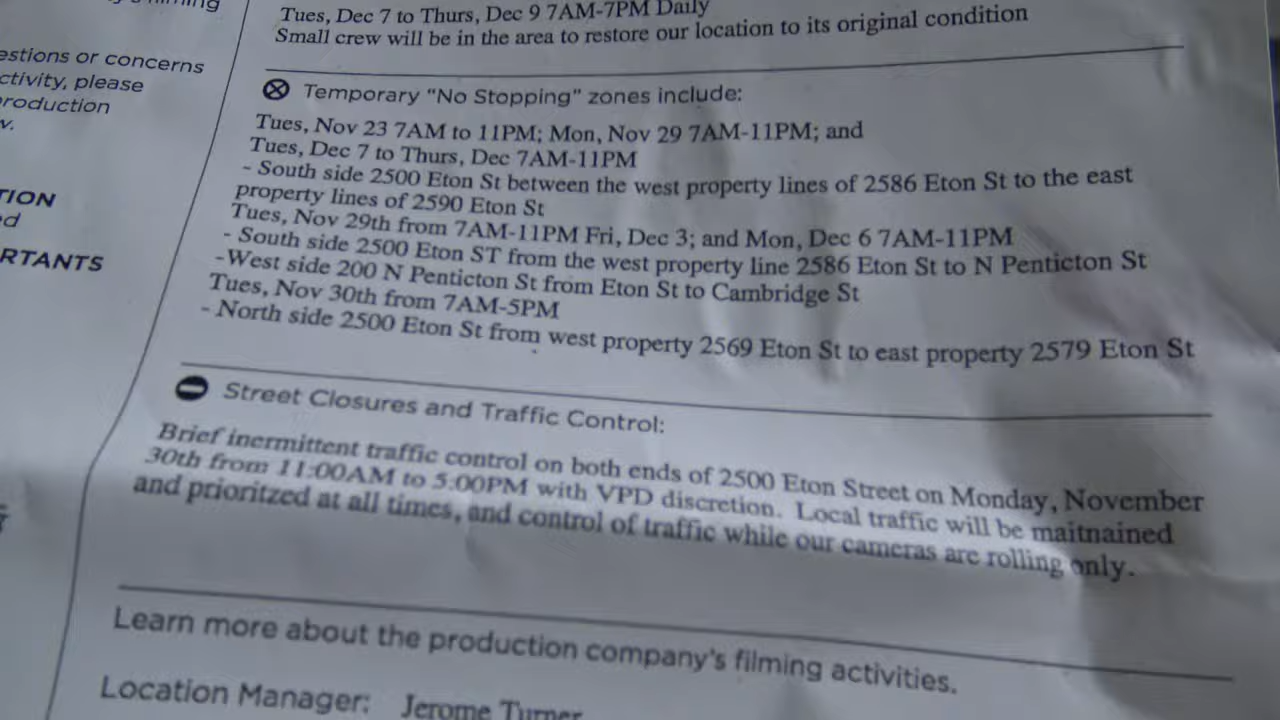 estions or concerns
ctivity, please
roduction
TION
RTANTS
Tues, Dec 7 to Thurs, Dec 9 7AM-7PM Daily
Small crew will be in the area to restore our location to its original condition
Temporary “No Stopping” zones include:
Tues, Nov 23 7AM to 11PM; Mon, Nov 29 7AM-11PM; and
Tues, Dec 7 to Thurs, Dec 7AM-11PM
- South side 2500 Eton St between the west property lines of 2586 Eton St to the east
property lines of 2590 Eton St
Tues, Nov 29th from 7AM-11PM Fri, Dec 3; and Mon, Dec 6 7AM-11PM
- South side 2500 Eton ST from the west property line 2586 Eton St to N Penticton St
-West side 200 N Penticton St from Eton St to Cambridge St
Tues, Nov 30th from 7AM-5PM
- North side 2500 Eton St from west property 2569 Eton St to east property 2579 Eton St
Street Closures and Traffic Control:
Brief inermittent traffic control on both ends of 2500 Eton Street on Monday, November
30th from 11:00AM to 5:00PM with VPD discretion. Local traffic will be maitnained
and prioritzed at all times, and control of traffic while our cameras are rolling only.
Learn more about the production company's filming activities.
Location Manager: Jerome Turner